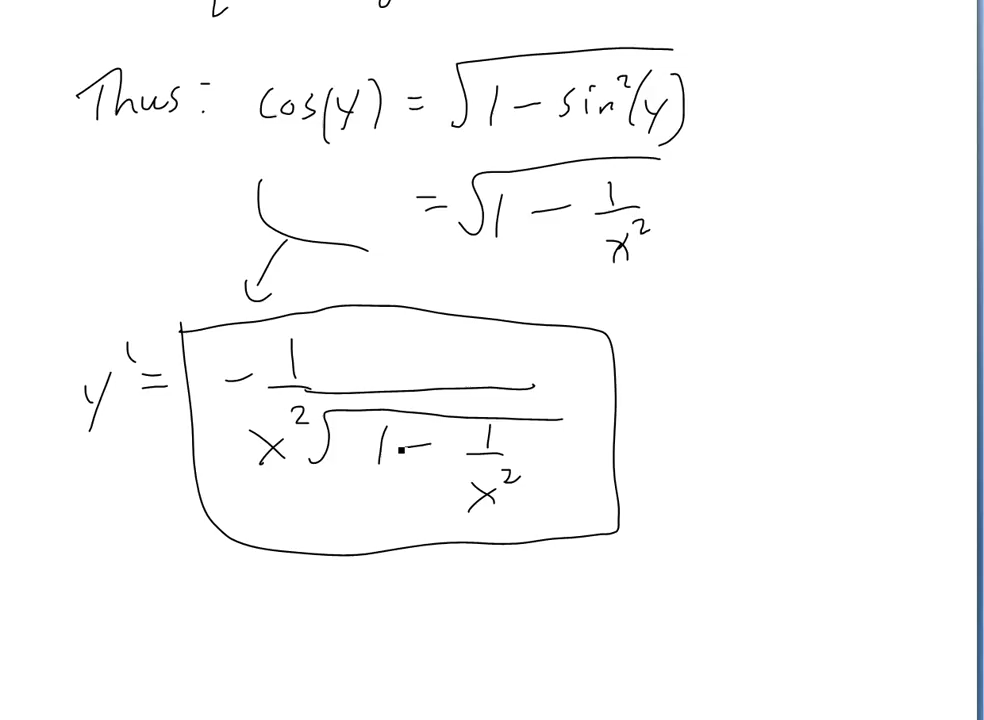 Thus: cos(y) = √(1 - sin²(y))
= √(1 - 1/x²)
y' = - 1/(x²√(1 - 1/x²))